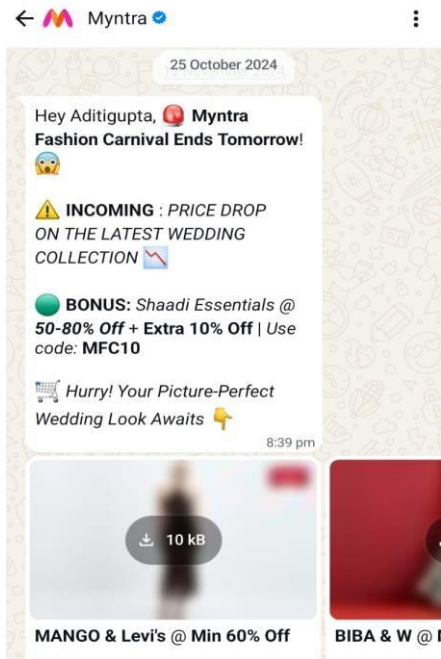 Myntra
25 October 2024
Hey Aditigupta, 🚨 Myntra
Fashion Carnival Ends Tomorrow!
😱
⚠️ INCOMING : PRICE DROP
ON THE LATEST WEDDING
COLLECTION 📉
🟢 BONUS: Shaadi Essentials @
50-80% Off + Extra 10% Off | Use
code: MFC10
🛒 Hurry! Your Picture-Perfect
Wedding Look Awaits 👇
8:39 pm
10 kB
MANGO & Levi's @ Min 60% Off
BIBA & W @